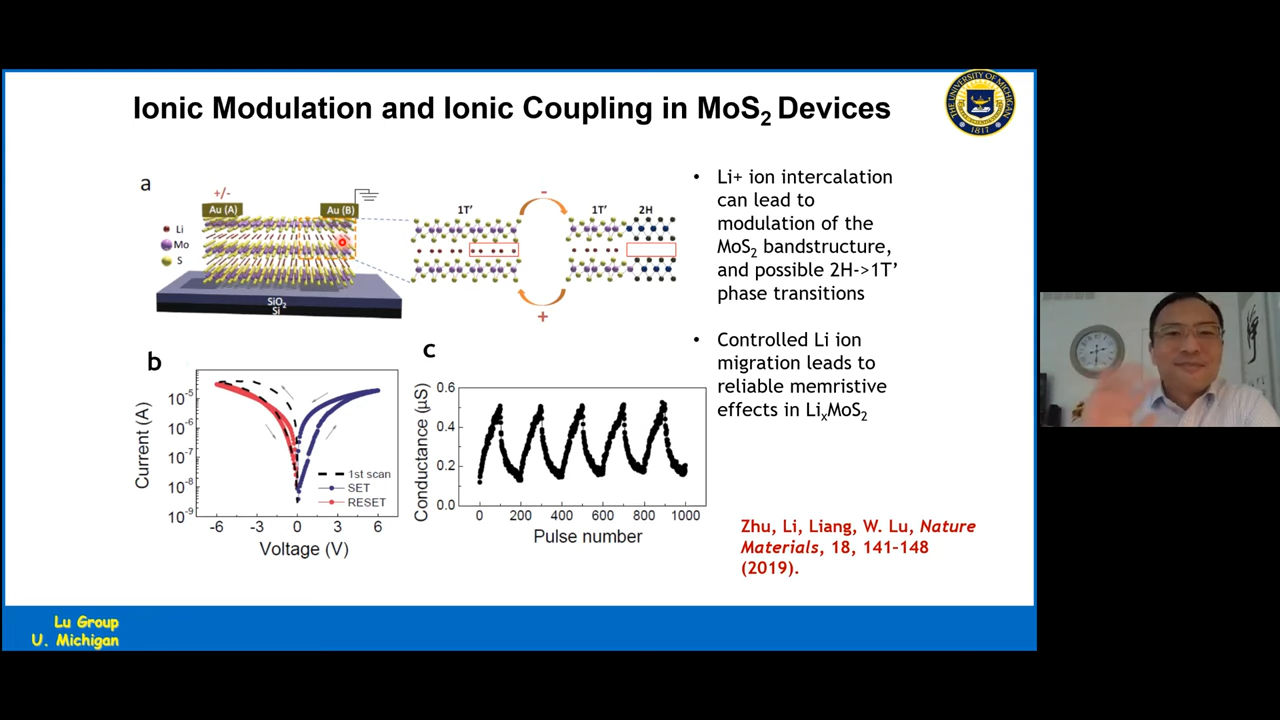 Ionic Modulation and Ionic Coupling in MoS2 Devices
THE UNIVERSITY OF MICHIGAN
1817
a
+/-
Au (A)
Au (B)
Li
Mo
S
SiO2
Si
1T'
-
1T'
2H
+
• Li+ ion intercalation
can lead to
modulation of the
MoS2 bandstructure,
and possible 2H->1T'
phase transitions
• Controlled Li ion
migration leads to
reliable memristive
effects in LixMoS2
b
Current (A)
10-5
10-6
10-7
10-8
10-9
1st scan
SET
RESET
-6 -3 0 3 6
Voltage (V)
c
Conductance (µS)
0.6
0.4
0.2
0.0
0 200 400 600 800 1000
Pulse number
Zhu, Li, Liang, W. Lu, Nature
Materials, 18, 141–148
(2019).
Lu Group
U. Michigan